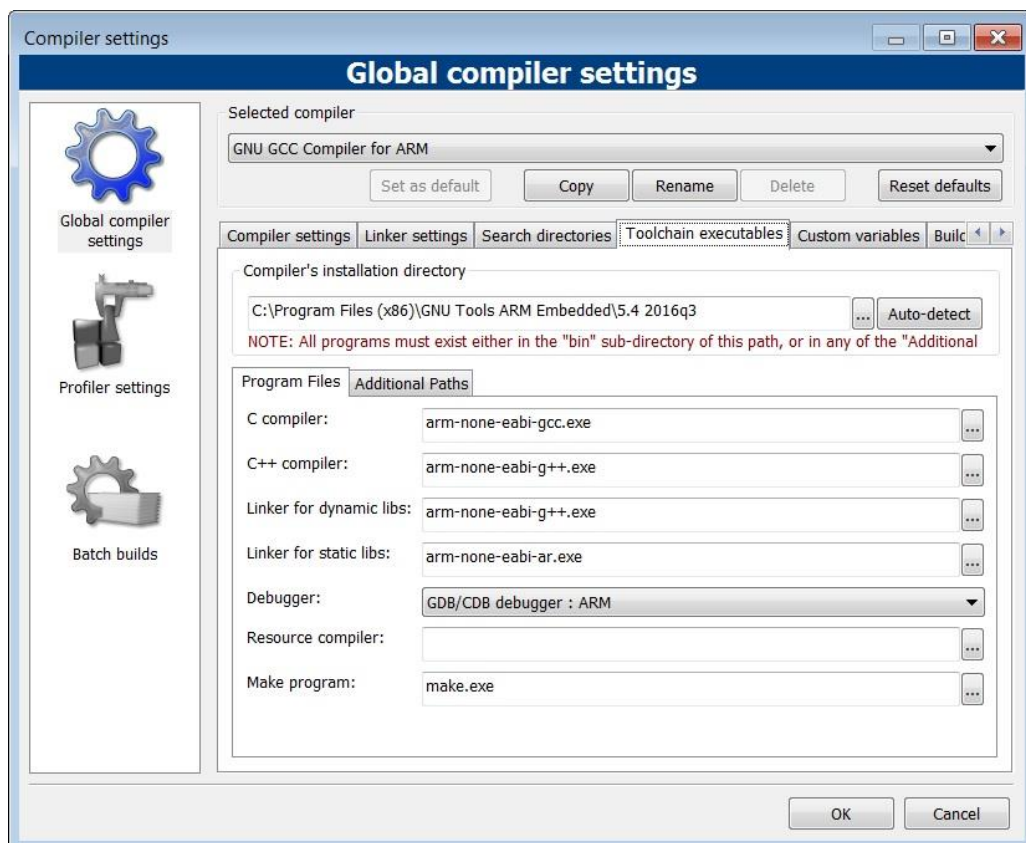 Compiler settings
Global compiler settings
Global compiler
settings
Profiler settings
Batch builds
Selected compiler
GNU GCC Compiler for ARM
Set as default Copy Rename Delete Reset defaults
Compiler settings Linker settings Search directories Toolchain executables Custom variables Build
Compiler's installation directory
C:\Program Files (x86)\GNU Tools ARM Embedded\5.4 2016q3 ... Auto-detect
NOTE: All programs must exist either in the "bin" sub-directory of this path, or in any of the "Additional
Program Files Additional Paths
C compiler: arm-none-eabi-gcc.exe ...
C++ compiler: arm-none-eabi-g++.exe ...
Linker for dynamic libs: arm-none-eabi-g++.exe ...
Linker for static libs: arm-none-eabi-ar.exe ...
Debugger: GDB/CDB debugger : ARM
Resource compiler: ...
Make program: make.exe ...
OK Cancel